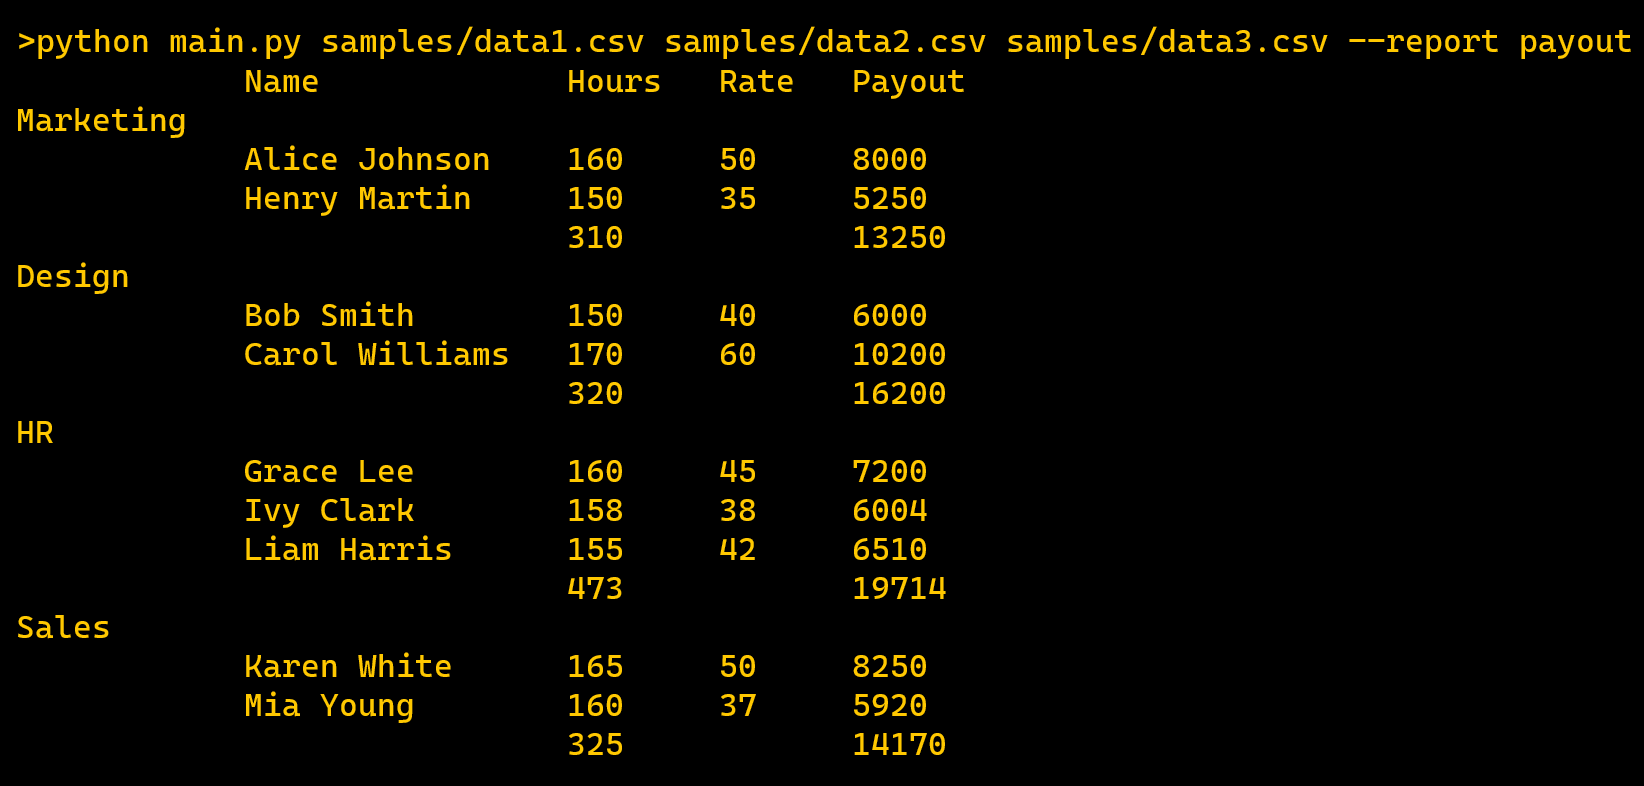 >python main.py samples/data1.csv samples/data2.csv samples/data3.csv --report payout
Name Hours Rate Payout
Marketing
Alice Johnson 160 50 8000
Henry Martin 150 35 5250
310 13250
Design
Bob Smith 150 40 6000
Carol Williams 170 60 10200
320 16200
HR
Grace Lee 160 45 7200
Ivy Clark 158 38 6004
Liam Harris 155 42 6510
473 19714
Sales
Karen White 165 50 8250
Mia Young 160 37 5920
325 14170